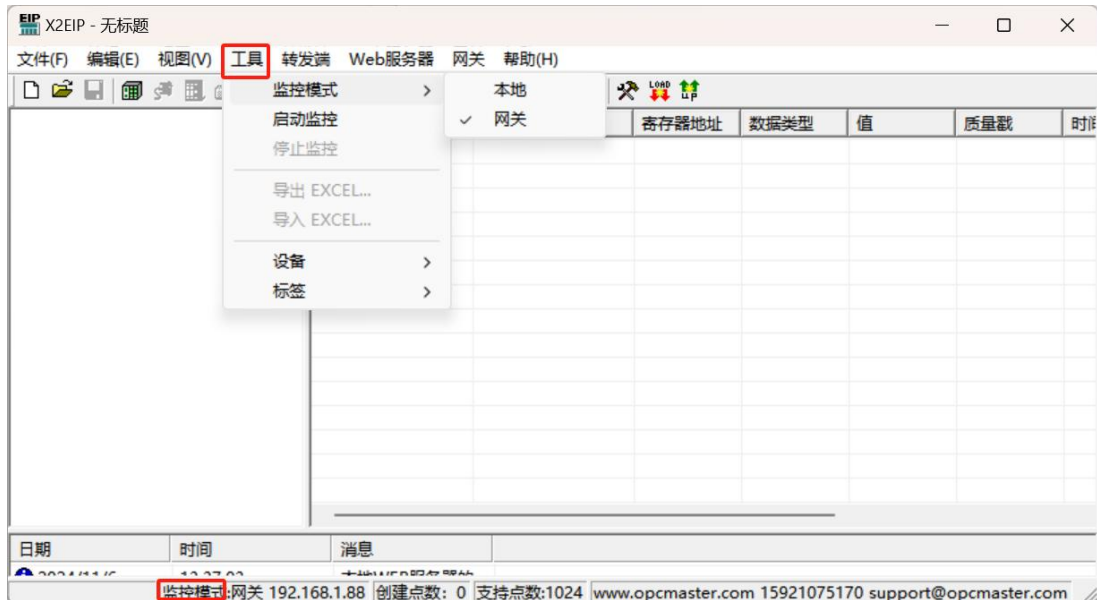 EIP X2EIP - 无标题
文件(F) 编辑(E) 视图(V) 工具 转发端 Web服务器 网关 帮助(H)
监控模式 本地
LOAD UP
启动监控 网关
寄存器地址 数据类型 值 质量戳
停止监控
导出 EXCEL...
导入 EXCEL...
设备
标签
日期 时间 消息
监控模式:网关 192.168.1.88 创建点数: 0 支持点数:1024 www.opcmaster.com 15921075170 support@opcmaster.com